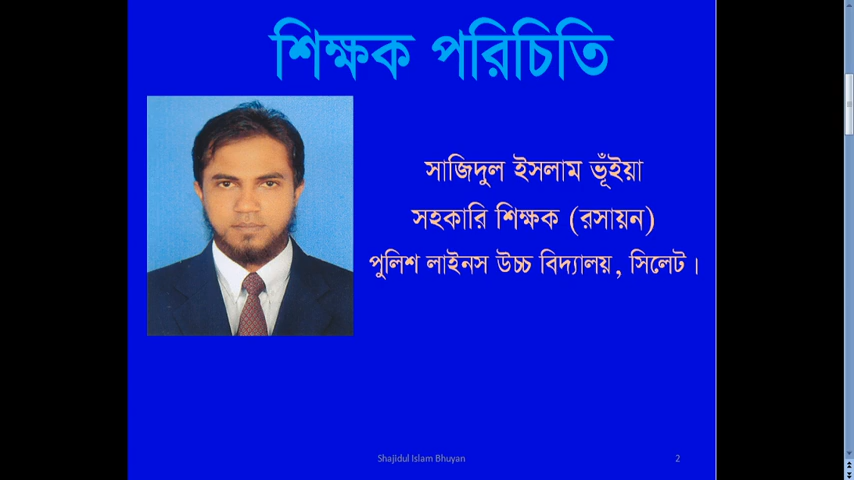 শিক্ষক পরিচিতি
সাজিদুল ইসলাম ভূঁইয়া
সহকারি শিক্ষক (রসায়ন)
পুলিশ লাইনস উচ্চ বিদ্যালয়, সিলেট।
Shajidul Islam Bhuyan
2